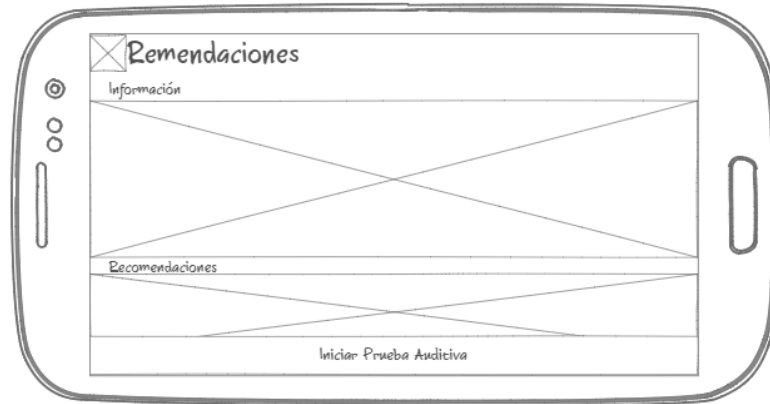 Remendaciones
Información
Recomendaciones
Iniciar Prueba Auditiva